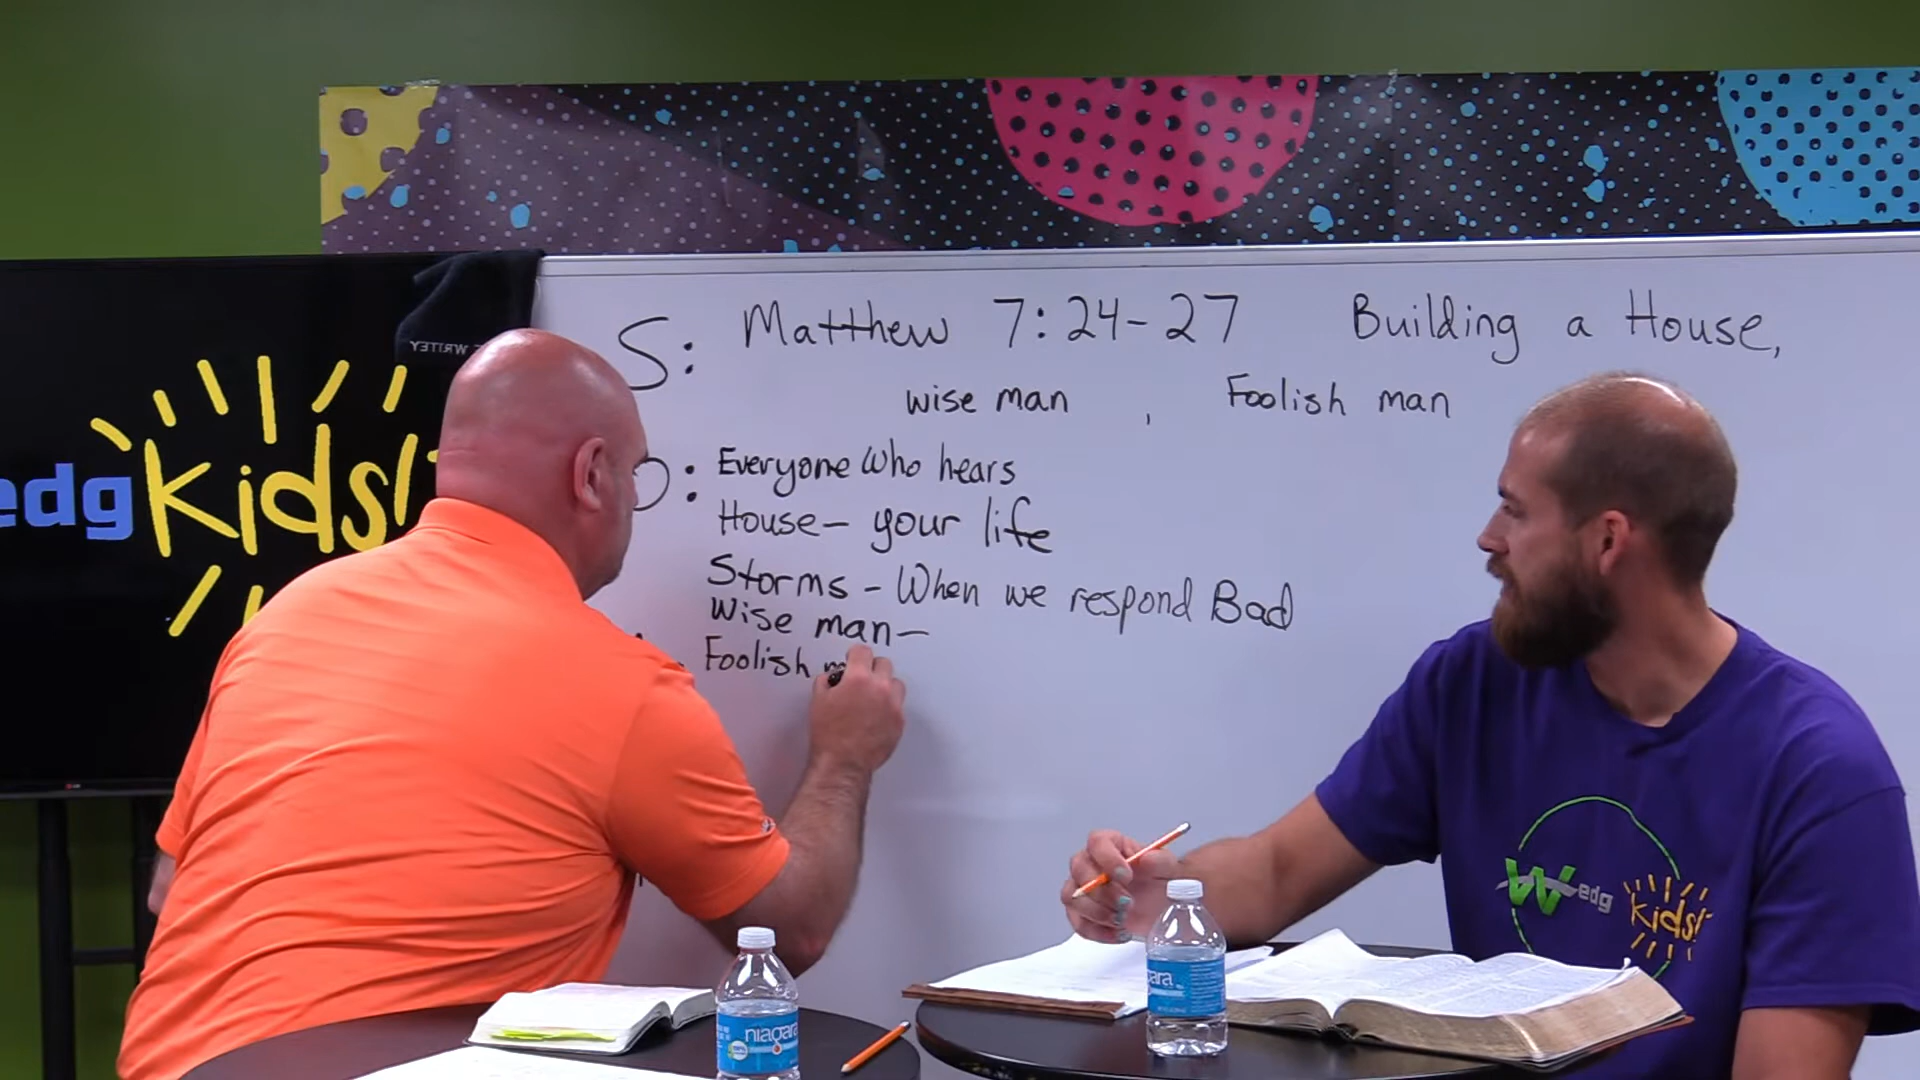 S: Matthew 7:24-27 Building a House,
wise man , Foolish man
O: Everyone Who hears
House- your life
Storms - When we respond Bad
Wise man-
Foolish
edg kids!
Wedg kids!
niagara